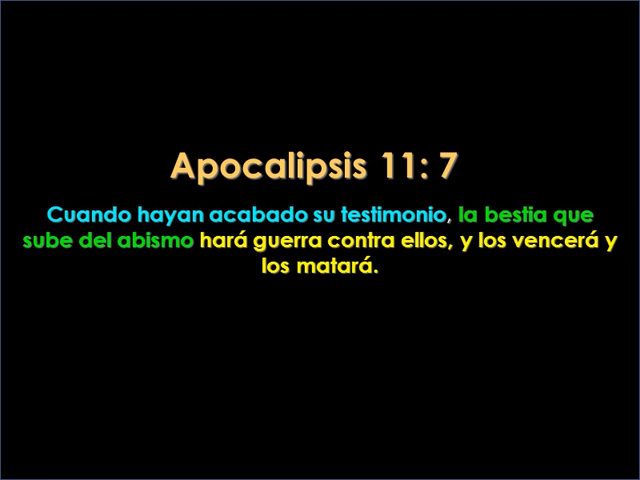 Apocalipsis 11: 7
Cuando hayan acabado su testimonio, la bestia que
sube del abismo hará guerra contra ellos, y los vencerá y
los matará.